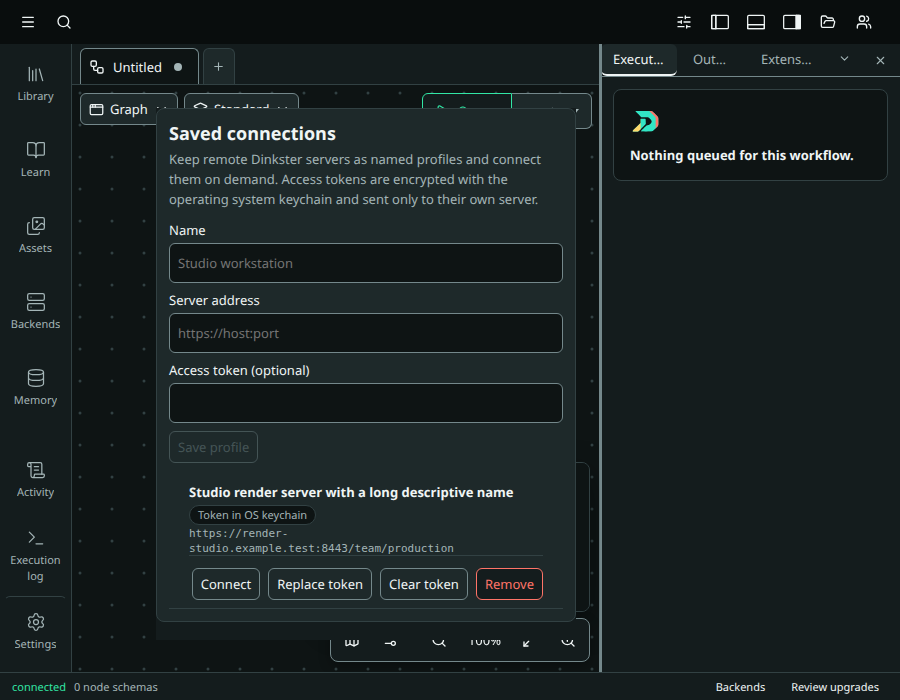 Untitled
+
Execut...
Out...
Extens...
Library
Learn
Assets
Backends
Memory
Activity
Execution
log
Settings
Graph
Standard
Nothing queued for this workflow.
Saved connections
Keep remote Dinkster servers as named profiles and connect
them on demand. Access tokens are encrypted with the
operating system keychain and sent only to their own server.
Name
Studio workstation
Server address
https://host:port
Access token (optional)
Save profile
Studio render server with a long descriptive name
Token in OS keychain
https://render-
studio.example.test:8443/team/production
Connect
Replace token
Clear token
Remove
100%
connected
0 node schemas
Backends
Review upgrades